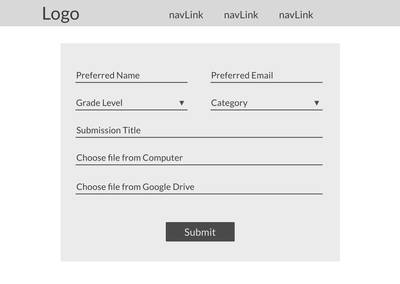 Logo navLink navLink navLink
Preferred Name Preferred Email
Grade Level Category
Submission Title
Choose file from Computer
Choose file from Google Drive
Submit